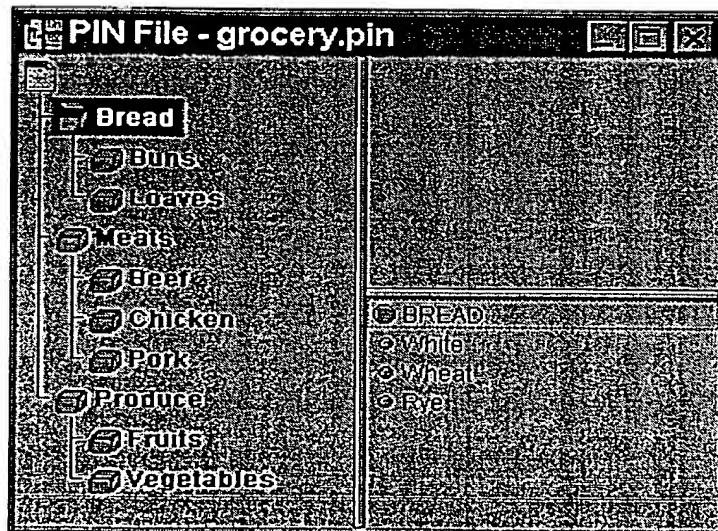 PIN File - grocery.pin
Bread
Buns
Loaves
Meats
Beef
Chicken
Pork
Produce
Fruits
Vegetables
BREAD
White
Wheat
Rye